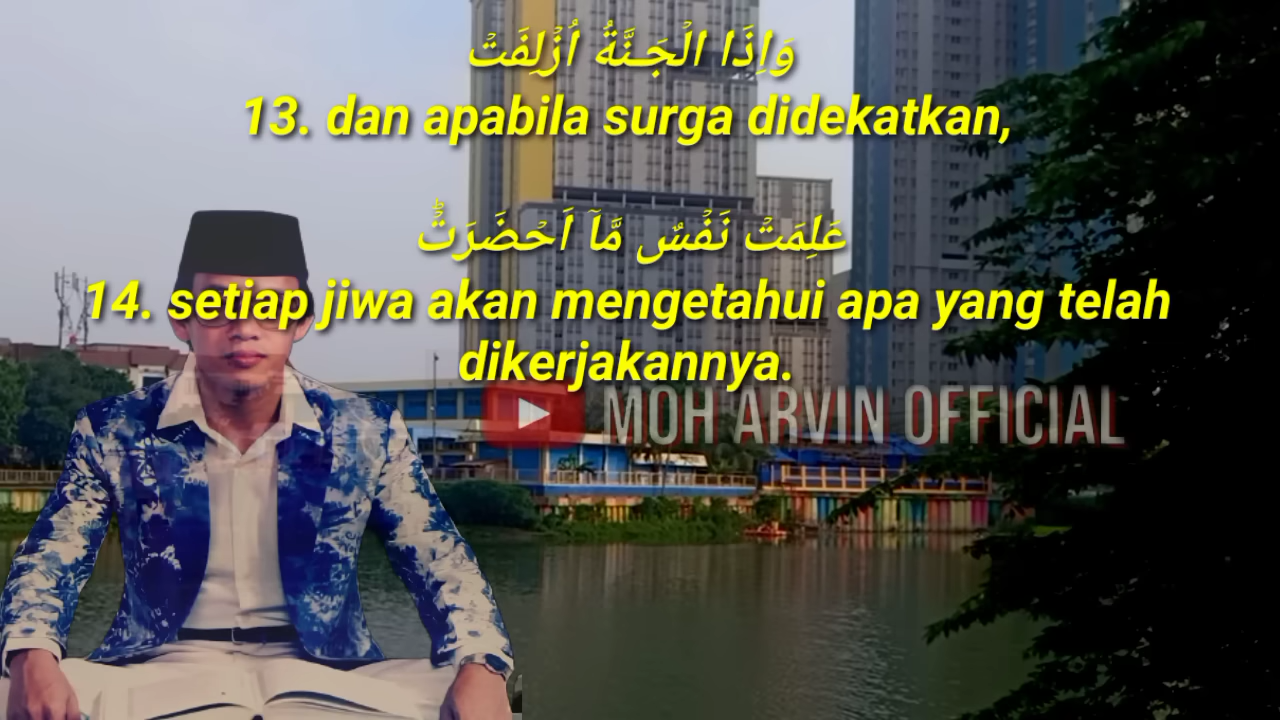 وَاِذَا الْجَـنَّةُ اُزْلِفَتْۖ
13. dan apabila surga didekatkan,
عَلِمَتْ نَفْسٌ مَّاۤ اَحْضَرَتْۗ
14. setiap jiwa akan mengetahui apa yang telah
dikerjakannya.
MOH ARVIN OFFICIAL